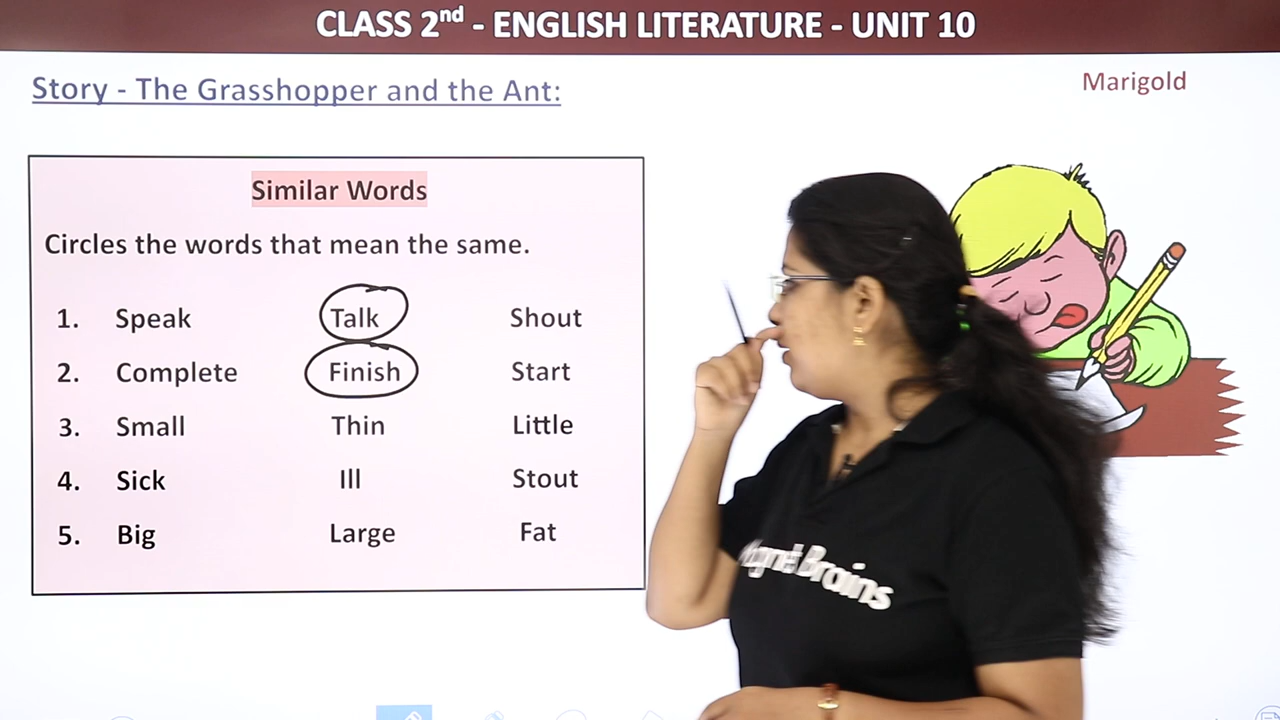 CLASS 2nd - ENGLISH LITERATURE - UNIT 10
Story - The Grasshopper and the Ant:
Marigold
Similar Words
Circles the words that mean the same.
1. Speak Talk Shout
2. Complete Finish Start
3. Small Thin Little
4. Sick Ill Stout
5. Big Large Fat
Brains